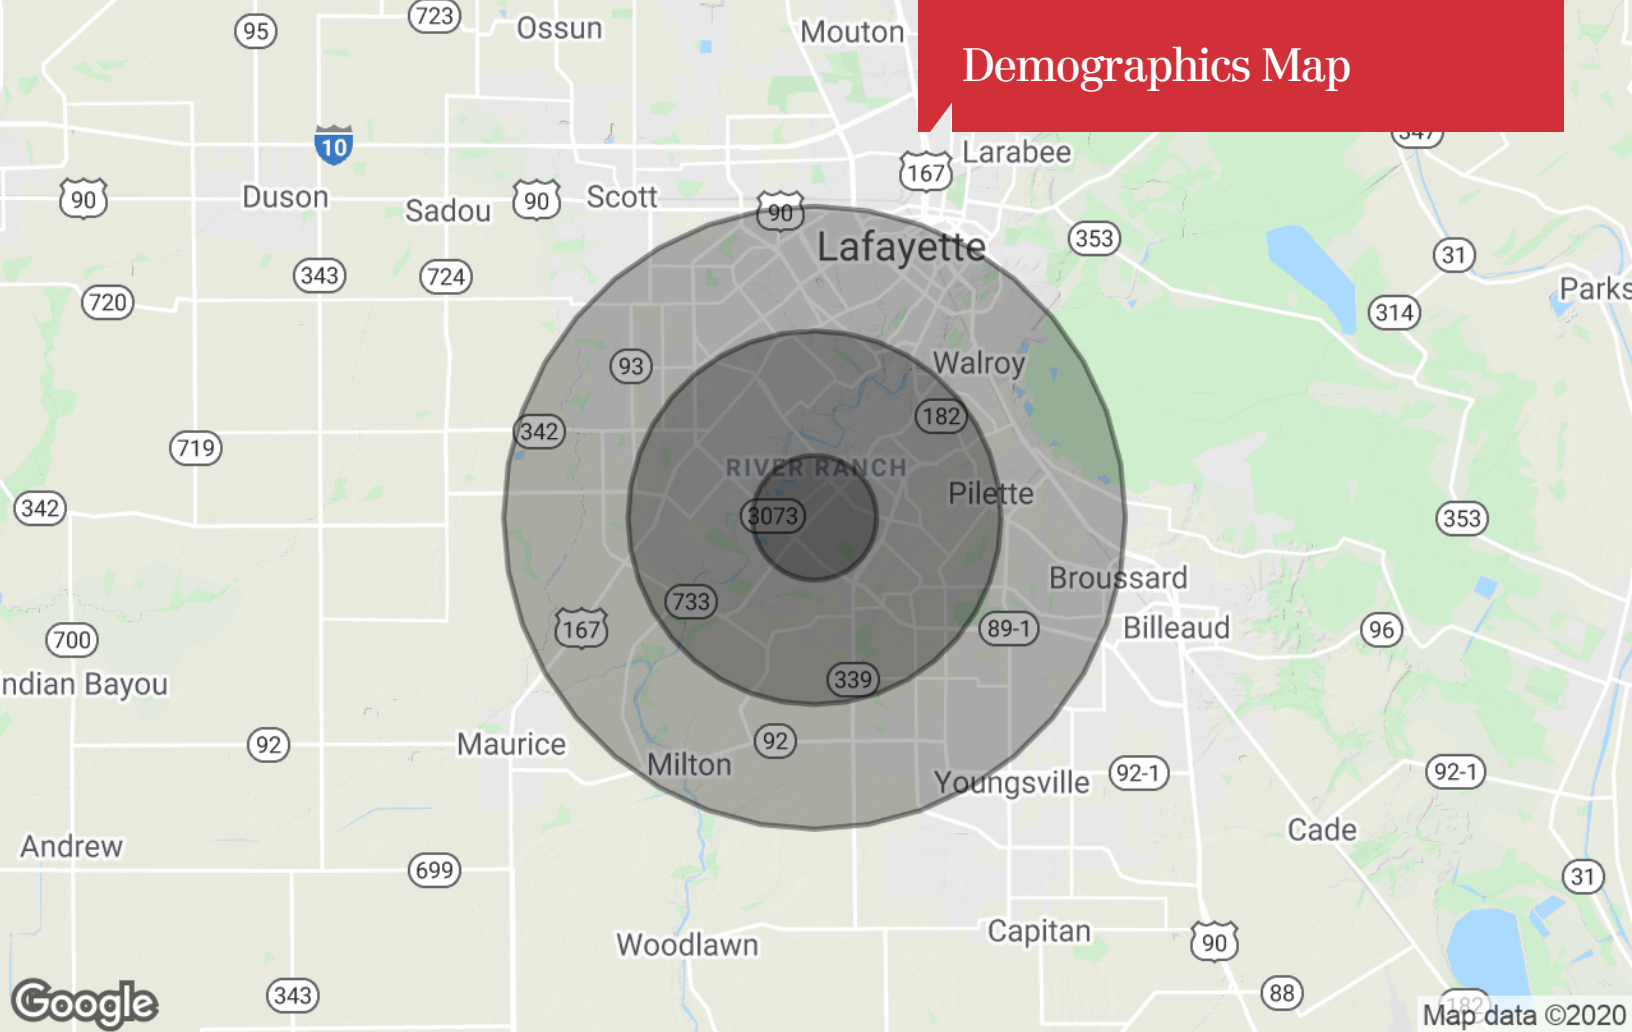 723
95
Ossun
Mouton
Demographics Map
347
10
Larabee
167
90
Duson
Sadou
90
Scott
90
Lafayette
353
31
343
724
Parks
720
314
93
Walroy
182
342
719
RIVER RANCH
Pilette
342
3073
353
Broussard
733
167
89-1
Billeaud
96
700
ndian Bayou
339
92
Maurice
92
Milton
Youngsville
92-1
92-1
Andrew
Cade
699
31
Woodlawn
Capitan
90
Google
343
88
182
Map data ©2020